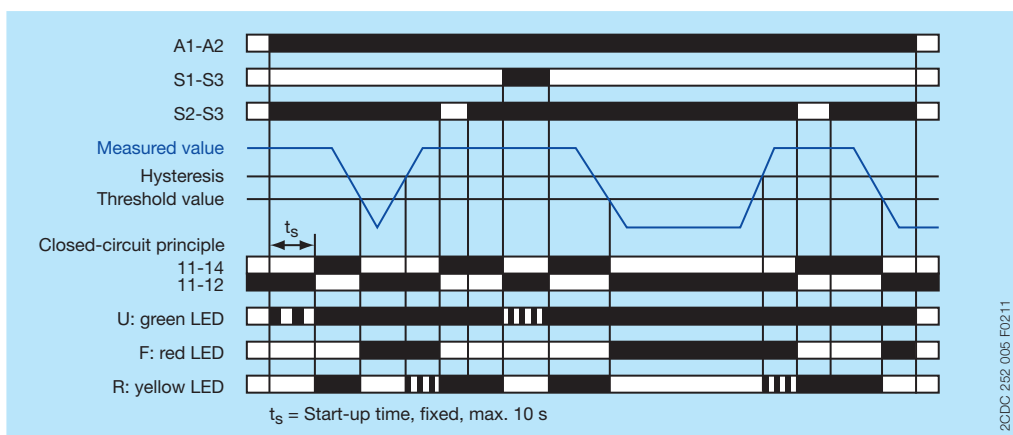 A1-A2
S1-S3
S2-S3
Measured value
Hysteresis
Threshold value
ts
Closed-circuit principle
11-14
11-12
U: green LED
F: red LED
R: yellow LED
ts = Start-up time, fixed, max. 10 s
2CDC 252 005 F0211